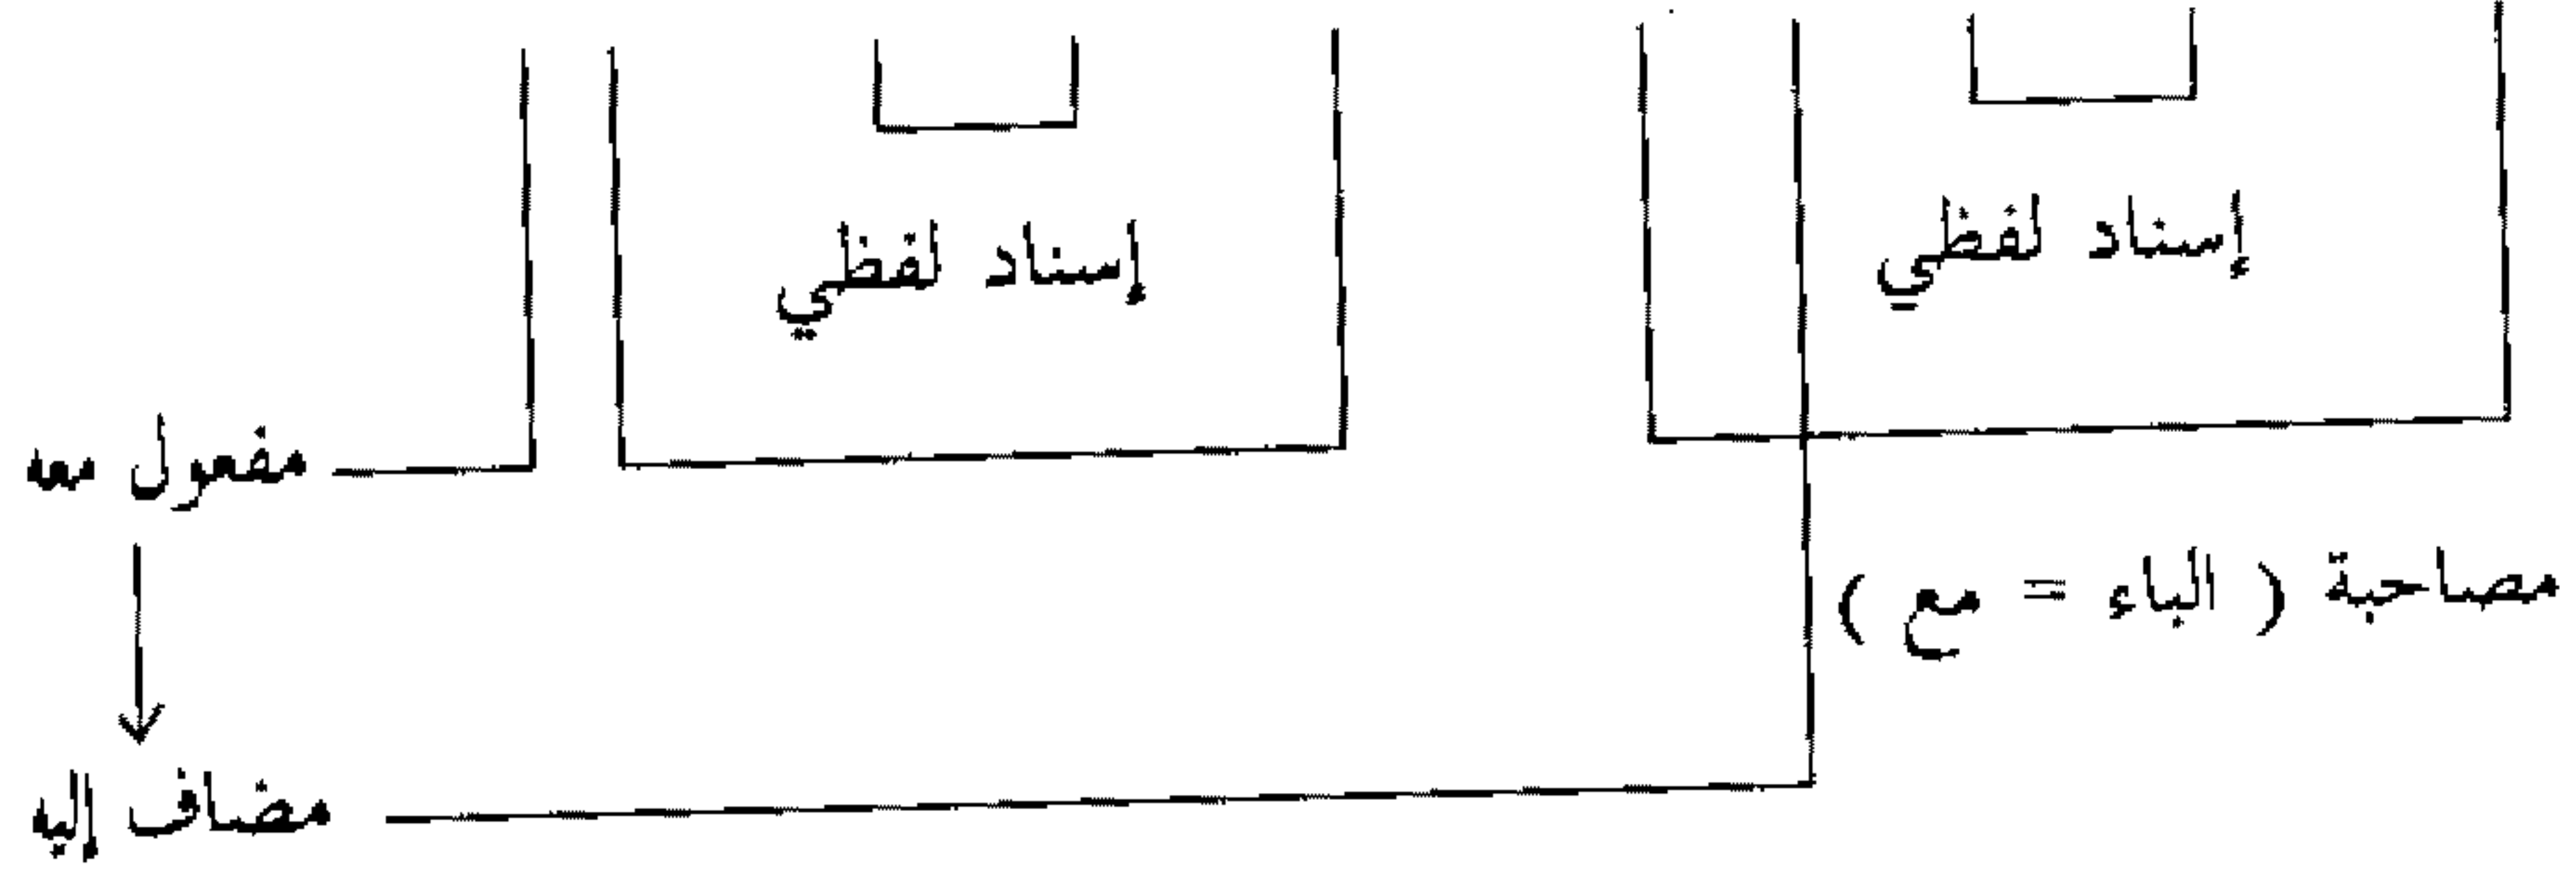 إسناد لفظي
إسناد لفظي
مفعول معه
مصاحبة ( الباء = مع )
مضاف إليه